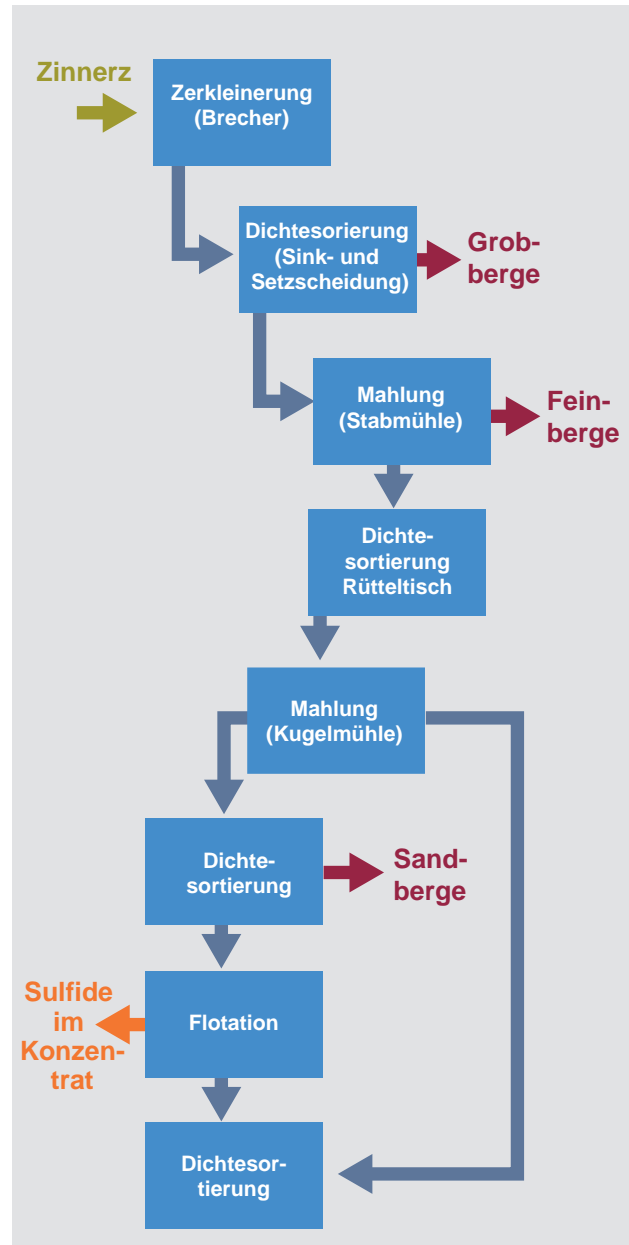 Zinnerz
Zerkleinerung
(Brecher)
Dichtesorierung
(Sink- und
Setzscheidung)
Grob-
berge
Mahlung
(Stabmühle)
Fein-
berge
Dichte-
sortierung
Rütteltisch
Mahlung
(Kugelmühle)
Dichte-
sortierung
Sand-
berge
Sulfide
im
Konzen-
trat
Flotation
Dichtesor-
tierung